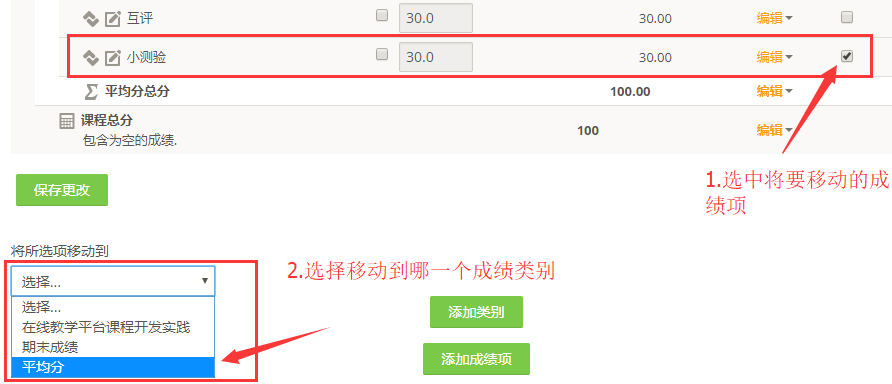 互评 30.0 30.00 编辑
小测验 30.0 30.00 编辑
平均分总分 100.00 编辑
课程总分
包含为空的成绩.
100 编辑
保存更改
1.选中将要移动的成
绩项
将所选项移动到
2.选择移动到哪一个成绩类别
选择...
选择...
在线教学平台课程开发实践
期末成绩
平均分
添加类别
添加成绩项